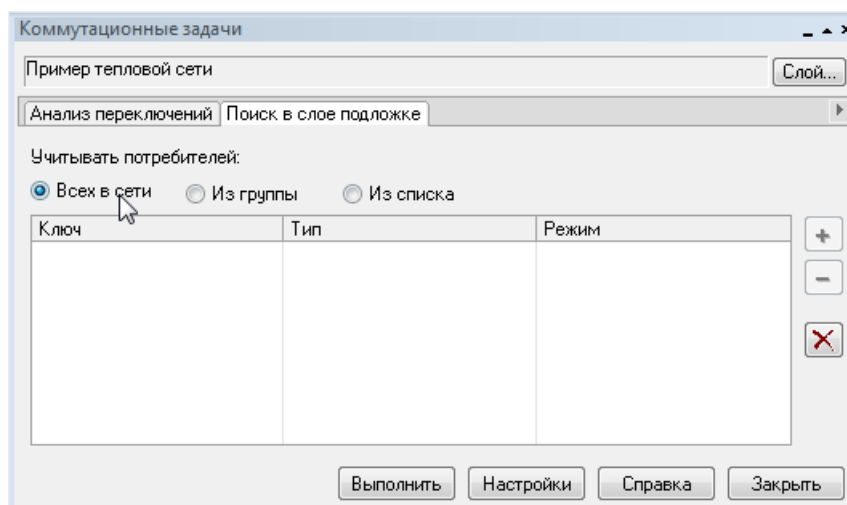 Коммутационные задачи
Пример тепловой сети Слой...
Анализ переключений Поиск в слое подложке
Учитывать потребителей:
Всех в сети Из группы Из списка
Ключ Тип Режим
Выполнить Настройки Справка Закрыть